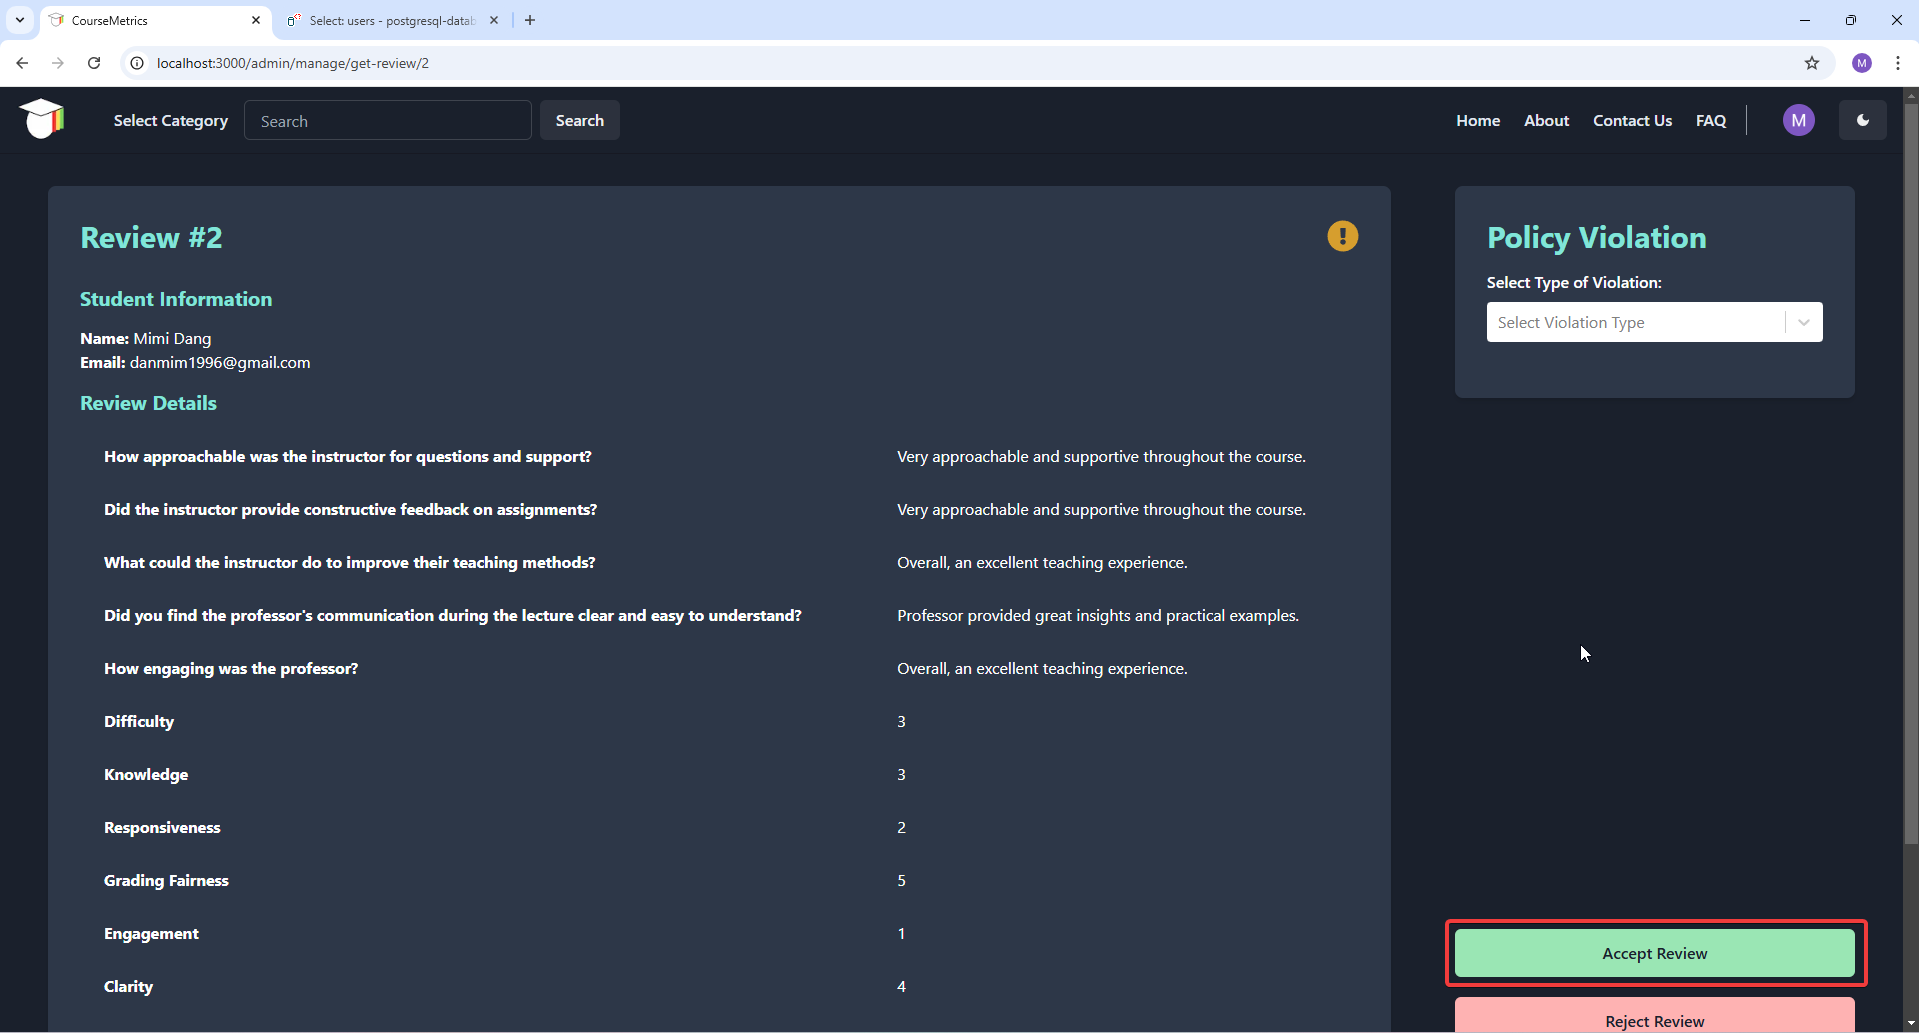 CourseMetrics
Select: users - postgresql-datab
localhost:3000/admin/manage/get-review/2
M
Select Category
Search
Search
Home
About
Contact Us
FAQ
M
Review #2
Student Information
Name: Mimi Dang
Email: danmim1996@gmail.com
Review Details
How approachable was the instructor for questions and support? Very approachable and supportive throughout the course.
Did the instructor provide constructive feedback on assignments? Very approachable and supportive throughout the course.
What could the instructor do to improve their teaching methods? Overall, an excellent teaching experience.
Did you find the professor's communication during the lecture clear and easy to understand? Professor provided great insights and practical examples.
How engaging was the professor? Overall, an excellent teaching experience.
Difficulty 3
Knowledge 3
Responsiveness 2
Grading Fairness 5
Engagement 1
Clarity 4
Policy Violation
Select Type of Violation:
Select Violation Type
Accept Review
Reject Review